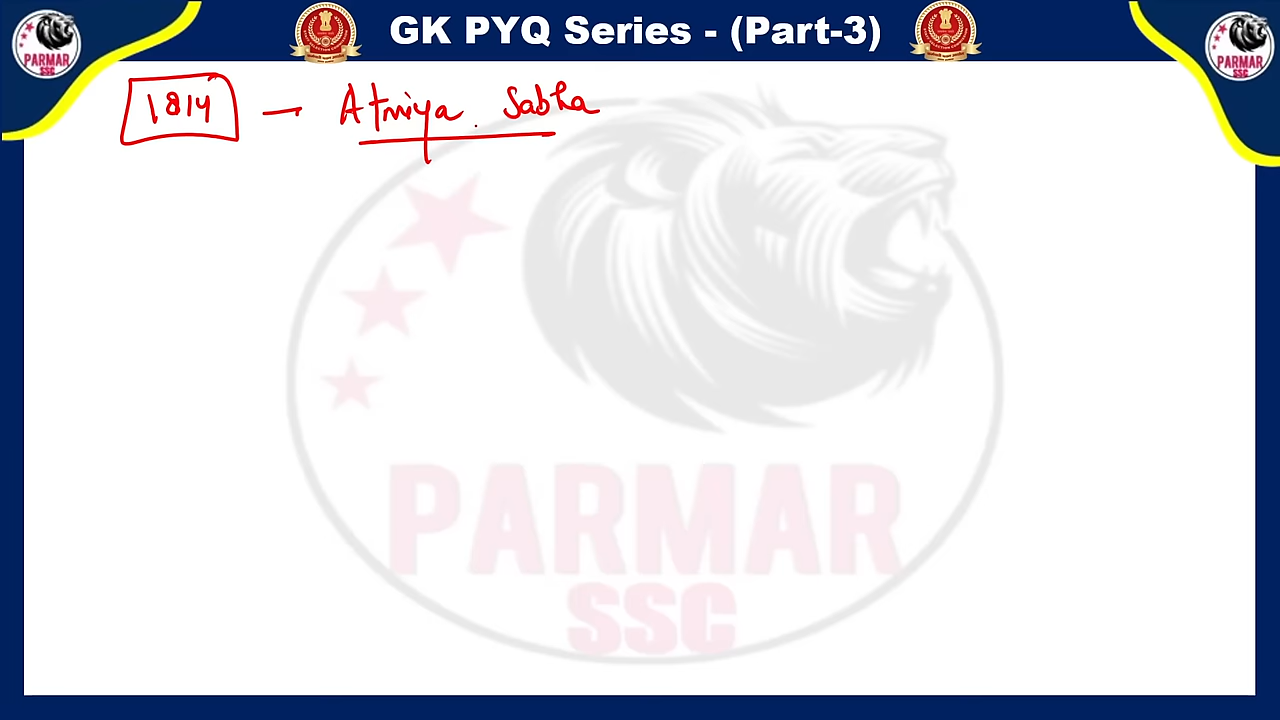 GK PYQ Series - (Part-3)
PARMAR
SSC
PARMAR
SSC
1814 — Atmiya Sabha
PARMAR
SSC